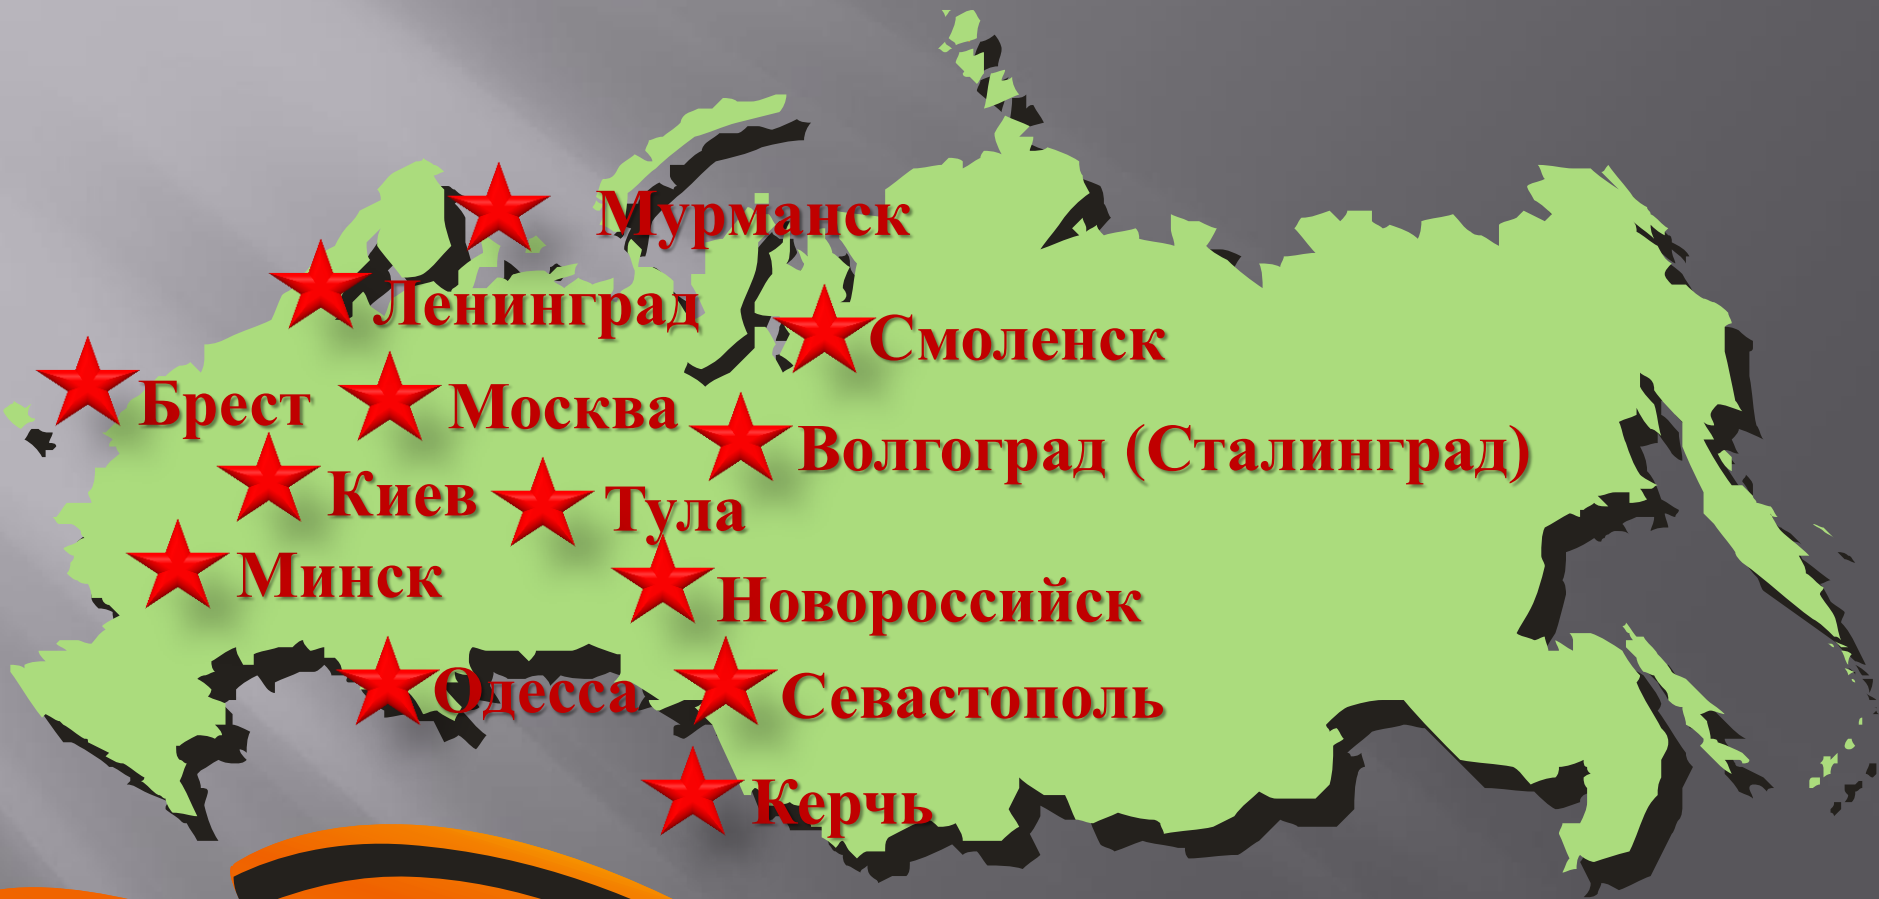 Мурманск
Ленинград
Смоленск
Брест
Москва
Волгоград (Сталинград)
Киев
Тула
Минск
Новороссийск
Одесса
Севастополь
Керчь